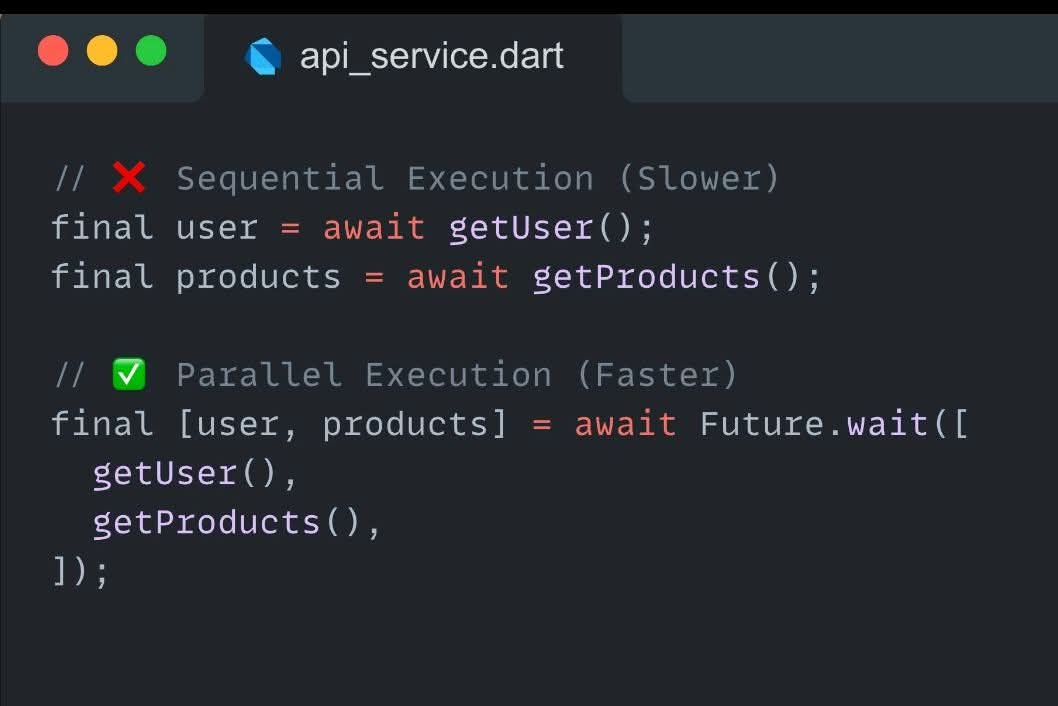 api_service.dart
// ❌ Sequential Execution (Slower)
final user = await getUser();
final products = await getProducts();
// ✅ Parallel Execution (Faster)
final [user, products] = await Future.wait([
  getUser(),
  getProducts(),
]);